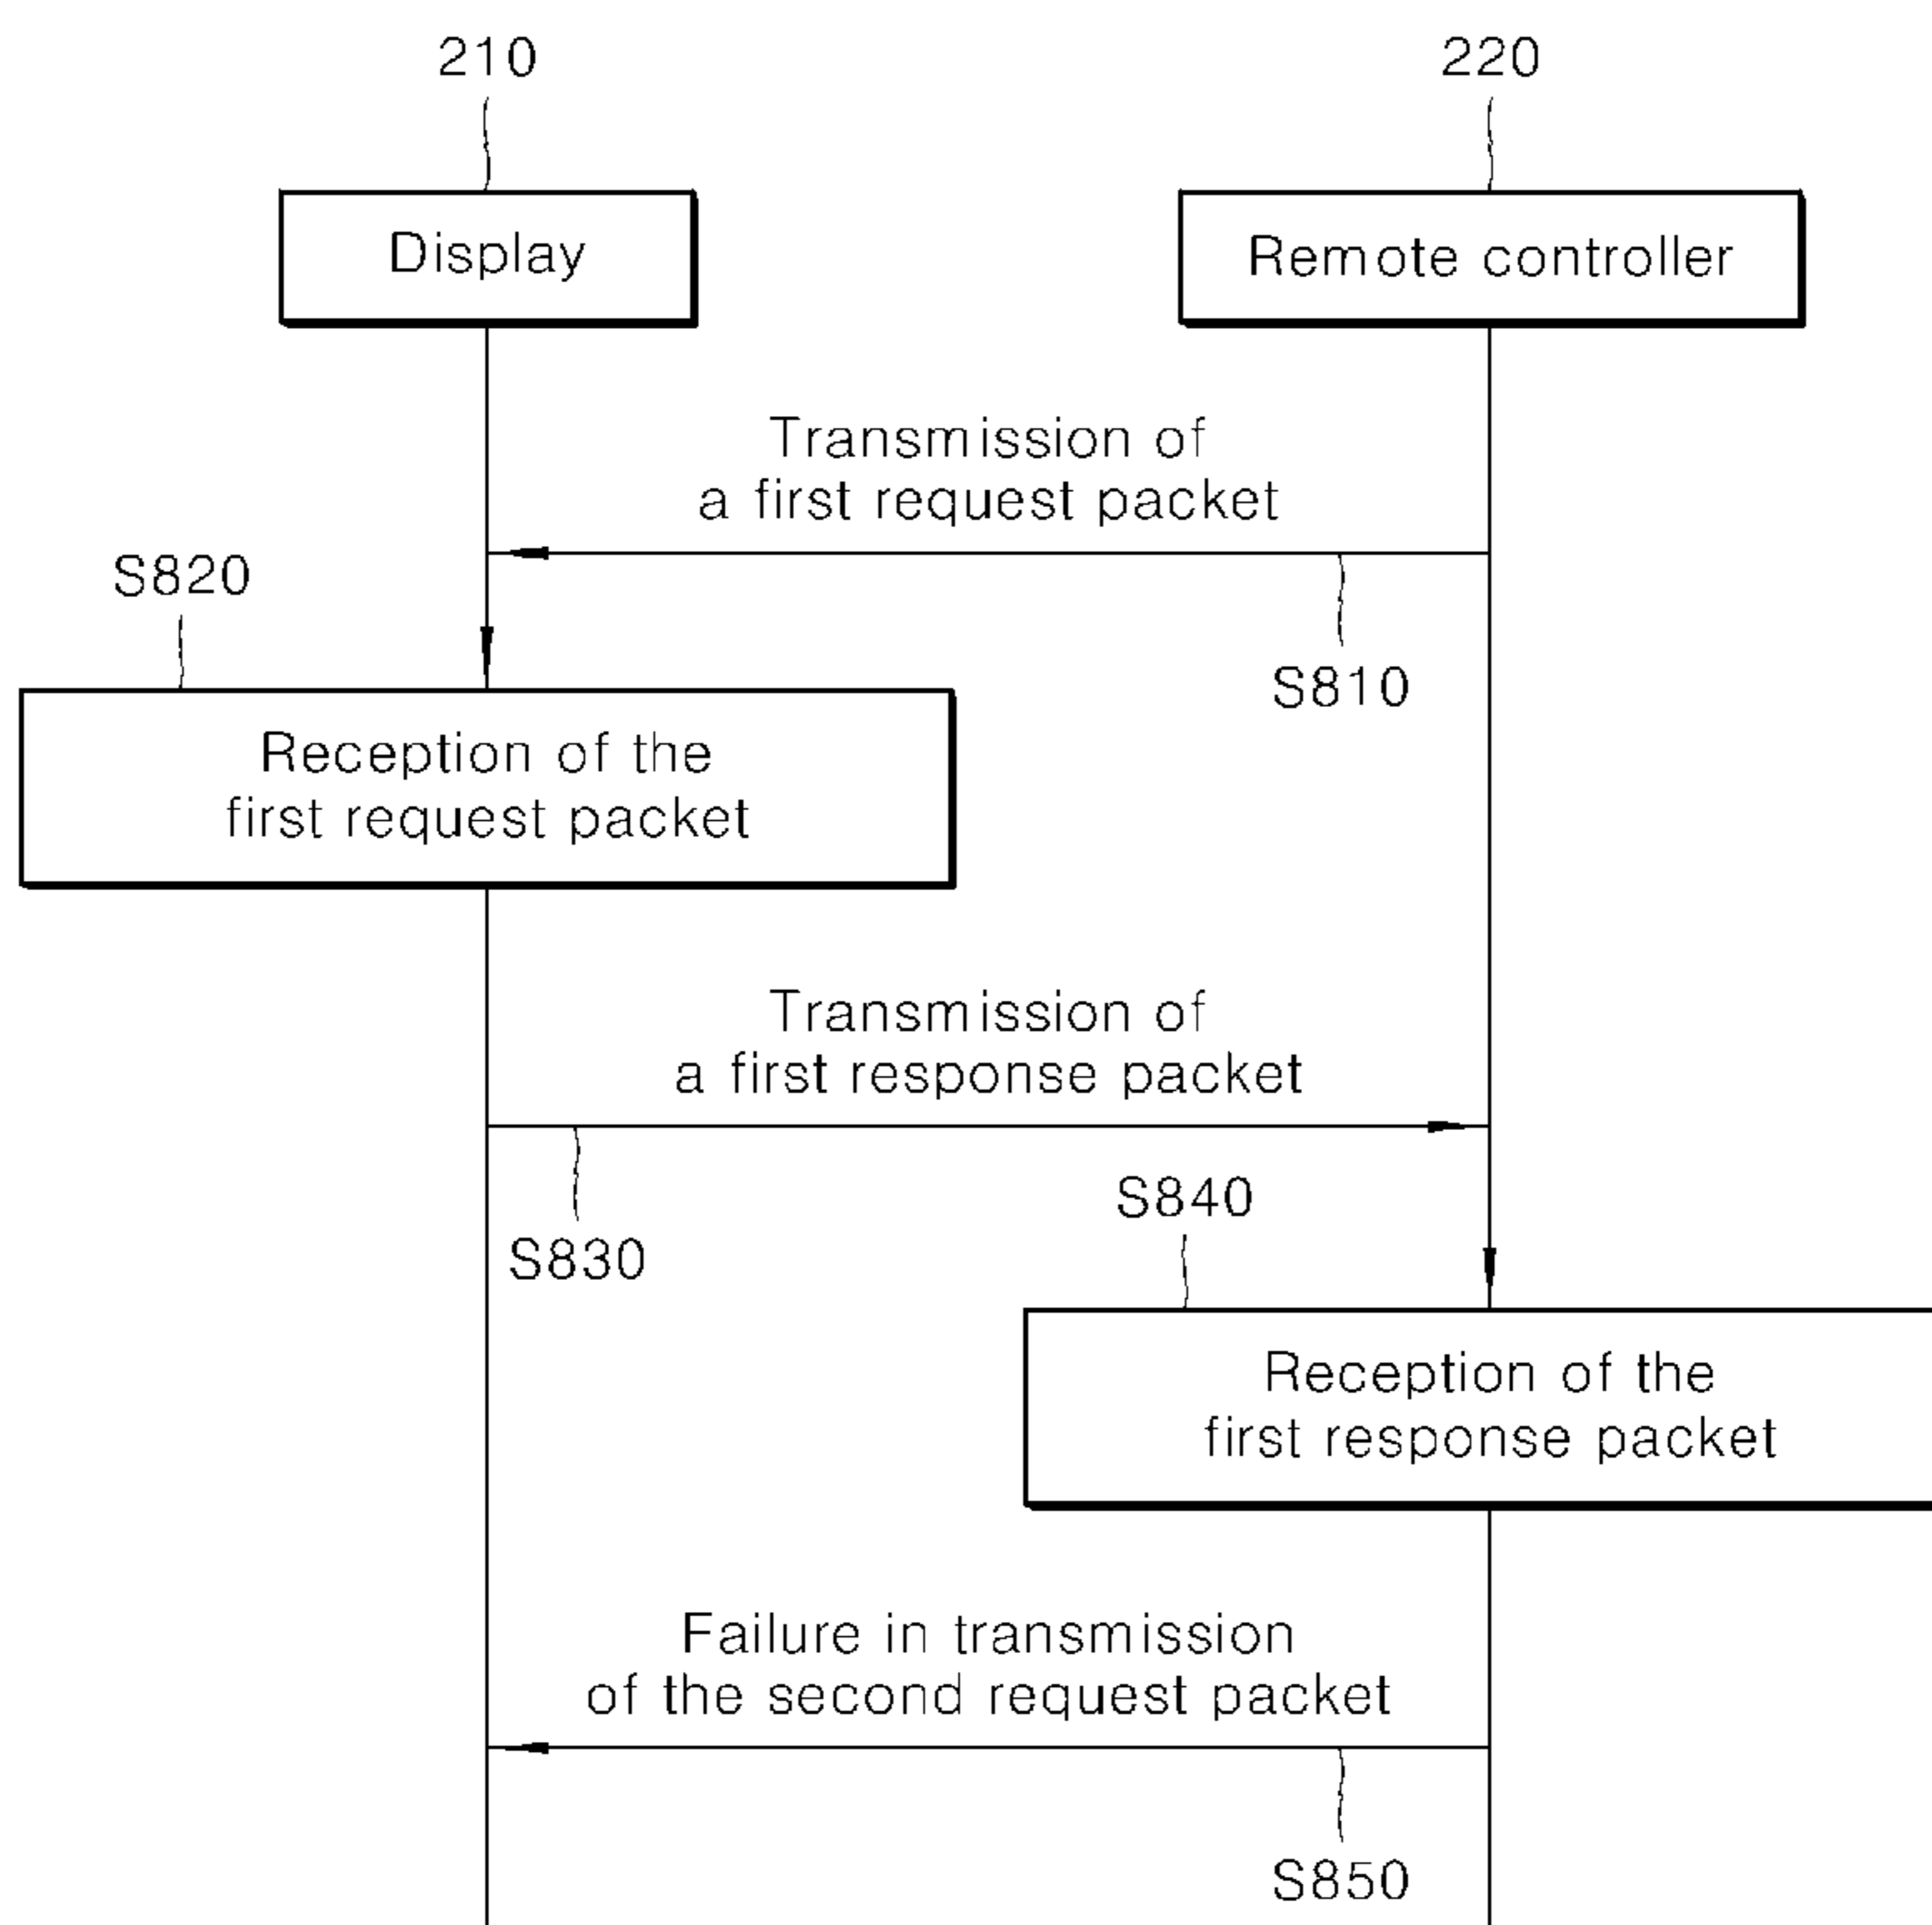 210
220
Display
Remote controller
Transmission of
a first request packet
S820
S810
Reception of the
first request packet
Transmission of
a first response packet
S840
S830
Reception of the
first response packet
Failure in transmission
of the second request packet
S850